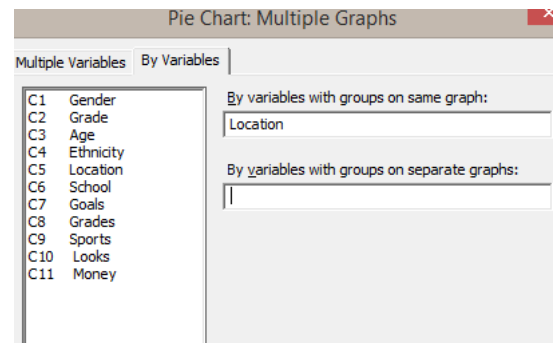 Pie Chart: Multiple Graphs
Multiple Variables By Variables
C1 Gender
C2 Grade
C3 Age
C4 Ethnicity
C5 Location
C6 School
C7 Goals
C8 Grades
C9 Sports
C10 Looks
C11 Money
By variables with groups on same graph:
Location
By variables with groups on separate graphs: